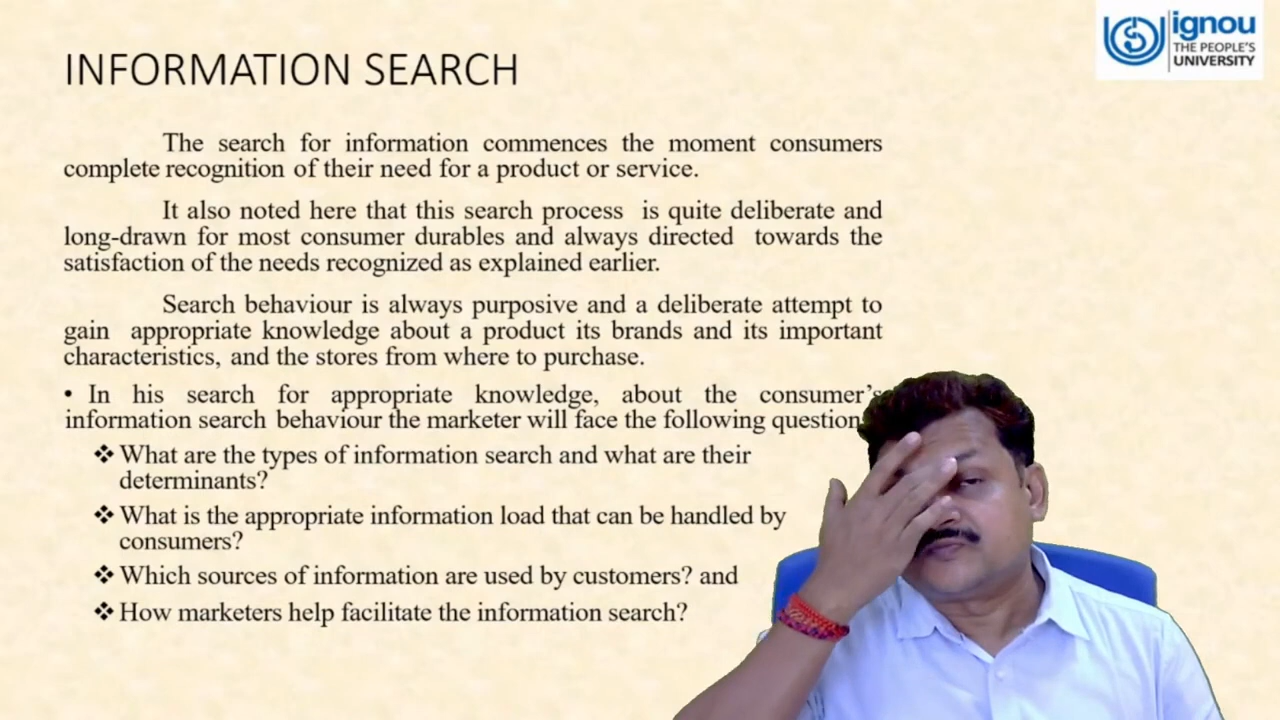 INFORMATION SEARCH
ignou
THE PEOPLE'S
UNIVERSITY
The search for information commences the moment consumers
complete recognition of their need for a product or service.
It also noted here that this search process is quite deliberate and
long-drawn for most consumer durables and always directed towards the
satisfaction of the needs recognized as explained earlier.
Search behaviour is always purposive and a deliberate attempt to
gain appropriate knowledge about a product its brands and its important
characteristics, and the stores from where to purchase.
• In his search for appropriate knowledge, about the consumer's
information search behaviour the marketer will face the following question
❖ What are the types of information search and what are their
determinants?
❖ What is the appropriate information load that can be handled by
consumers?
❖ Which sources of information are used by customers? and
❖ How marketers help facilitate the information search?